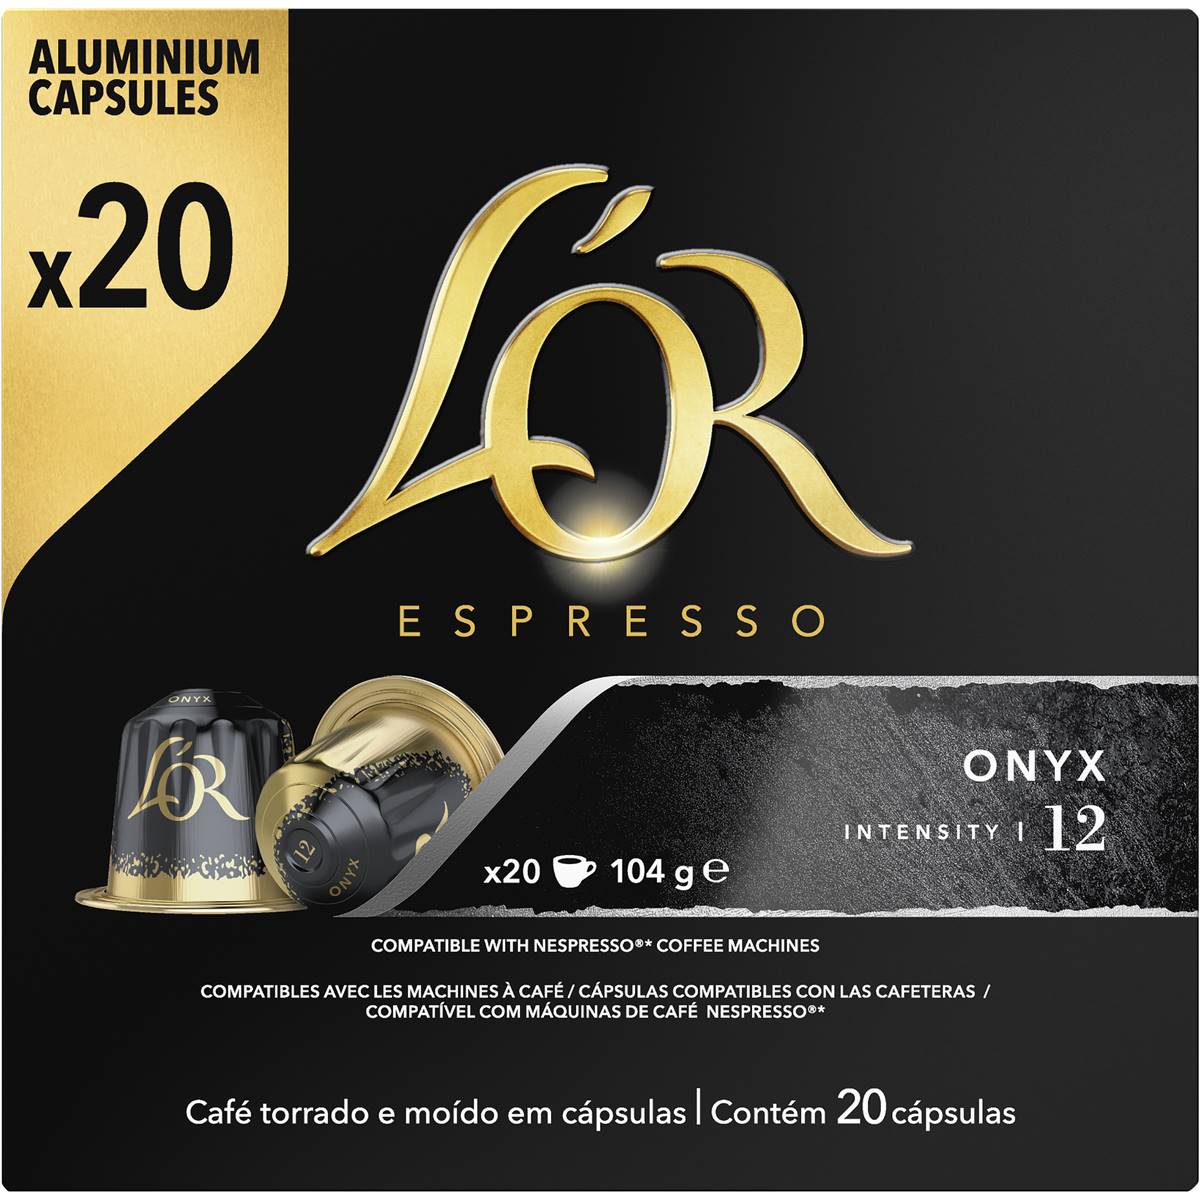 ALUMINIUM
CAPSULES
x20
L'OR
ESPRESSO
ONYX
L'OR
12
ONYX
ONYX
INTENSITY | 12
x20 104 g ℮
COMPATIBLE WITH NESPRESSO®* COFFEE MACHINES
COMPATIBLES AVEC LES MACHINES À CAFÉ / CÁPSULAS COMPATIBLES CON LAS CAFETERAS /
COMPATÍVEL COM MÁQUINAS DE CAFÉ NESPRESSO®*
Café torrado e moído em cápsulas | Contém 20 cápsulas